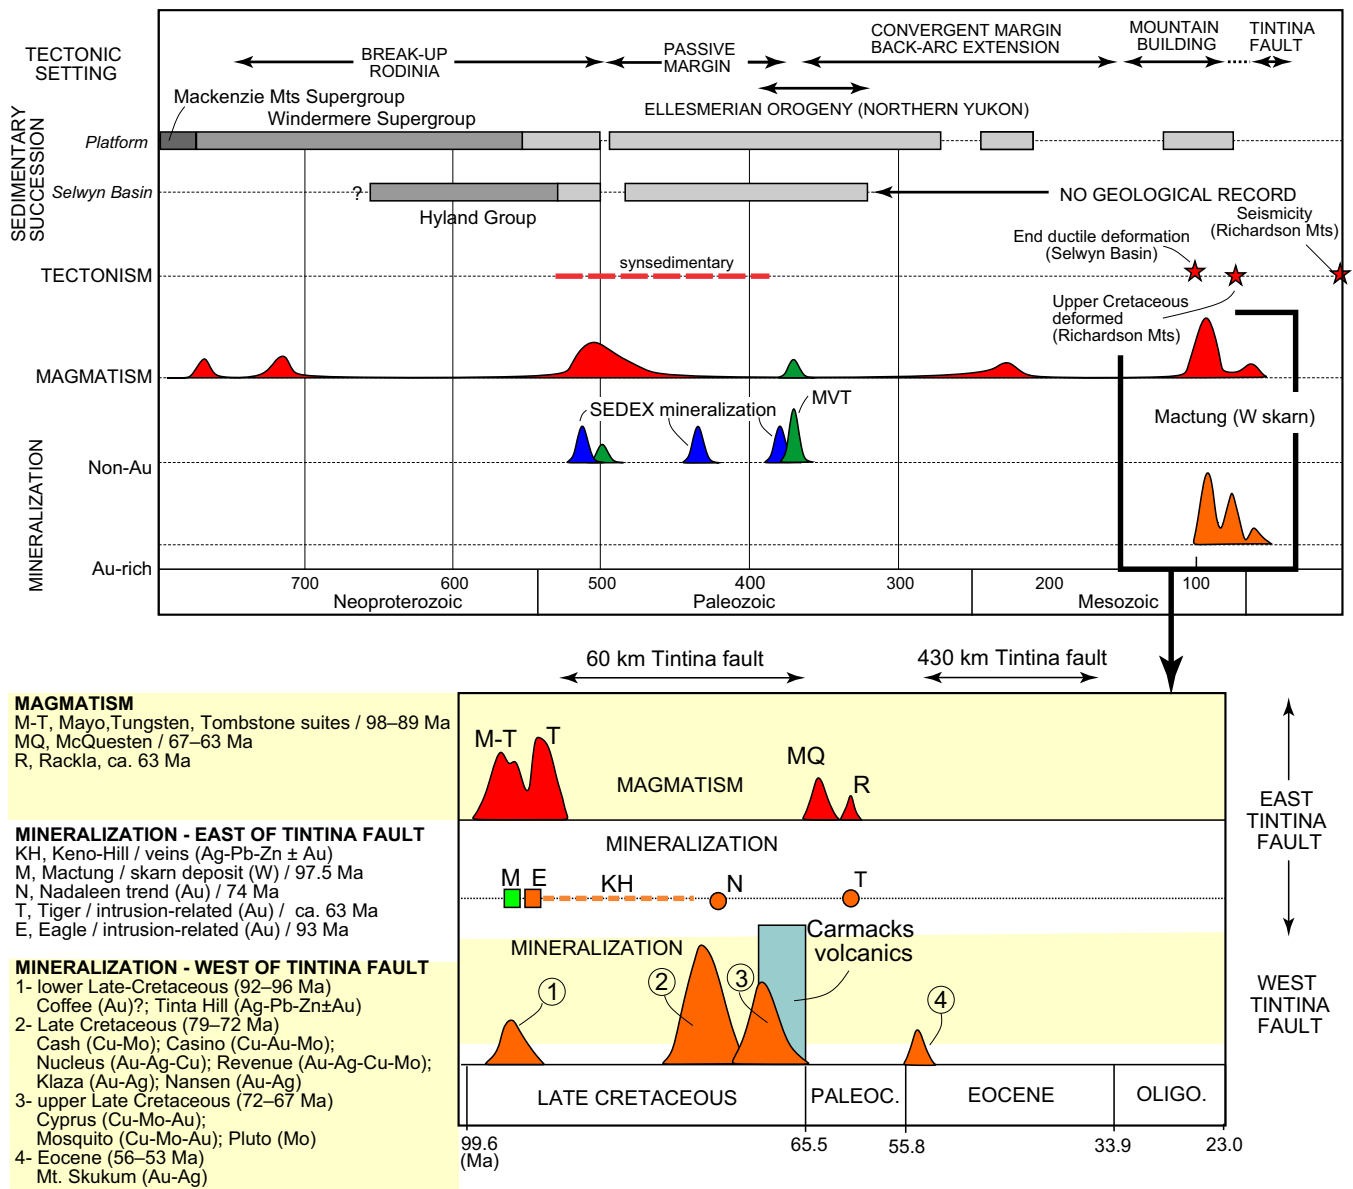 TECTONIC
SETTING
BREAK-UP
RODINIA
PASSIVE
MARGIN
CONVERGENT MARGIN
BACK-ARC EXTENSION
MOUNTAIN
BUILDING
TINTINA
FAULT
ELLESMERIAN OROGENY (NORTHERN YUKON)
SEDIMENTARY
SUCCESSION
Mackenzie Mts Supergroup
Windermere Supergroup
Platform
Selwyn Basin
?
Hyland Group
NO GEOLOGICAL RECORD
Seismicity
(Richardson Mts)
End ductile deformation
(Selwyn Basin)
TECTONISM
synsedimentary
Upper Cretaceous
deformed
(Richardson Mts)
MAGMATISM
MINERALIZATION
SEDEX mineralization
MVT
Mactung (W skarn)
Non-Au
Au-rich
700
600
500
400
300
200
100
Neoproterozoic
Paleozoic
Mesozoic
60 km Tintina fault
430 km Tintina fault
MAGMATISM
M-T, Mayo,Tungsten, Tombstone suites / 98–89 Ma
MQ, McQuesten / 67–63 Ma
R, Rackla, ca. 63 Ma
MINERALIZATION - EAST OF TINTINA FAULT
KH, Keno-Hill / veins (Ag-Pb-Zn ± Au)
M, Mactung / skarn deposit (W) / 97.5 Ma
N, Nadaleen trend (Au) / 74 Ma
T, Tiger / intrusion-related (Au) / ca. 63 Ma
E, Eagle / intrusion-related (Au) / 93 Ma
MINERALIZATION - WEST OF TINTINA FAULT
1- lower Late-Cretaceous (92–96 Ma)
Coffee (Au)?; Tinta Hill (Ag-Pb-Zn±Au)
2- Late Cretaceous (79–72 Ma)
Cash (Cu-Mo); Casino (Cu-Au-Mo);
Nucleus (Au-Ag-Cu); Revenue (Au-Ag-Cu-Mo);
Klaza (Au-Ag); Nansen (Au-Ag)
3- upper Late Cretaceous (72–67 Ma)
Cyprus (Cu-Mo-Au);
Mosquito (Cu-Mo-Au); Pluto (Mo)
4- Eocene (56–53 Ma)
Mt. Skukum (Au-Ag)
M-T
T
MAGMATISM
MQ
R
MINERALIZATION
M
E
KH
N
T
MINERALIZATION
Carmacks
volcanics
1
2
3
4
EAST
TINTINA
FAULT
WEST
TINTINA
FAULT
LATE CRETACEOUS
PALEOC.
EOCENE
OLIGO.
99.6
(Ma)
65.5
55.8
33.9
23.0